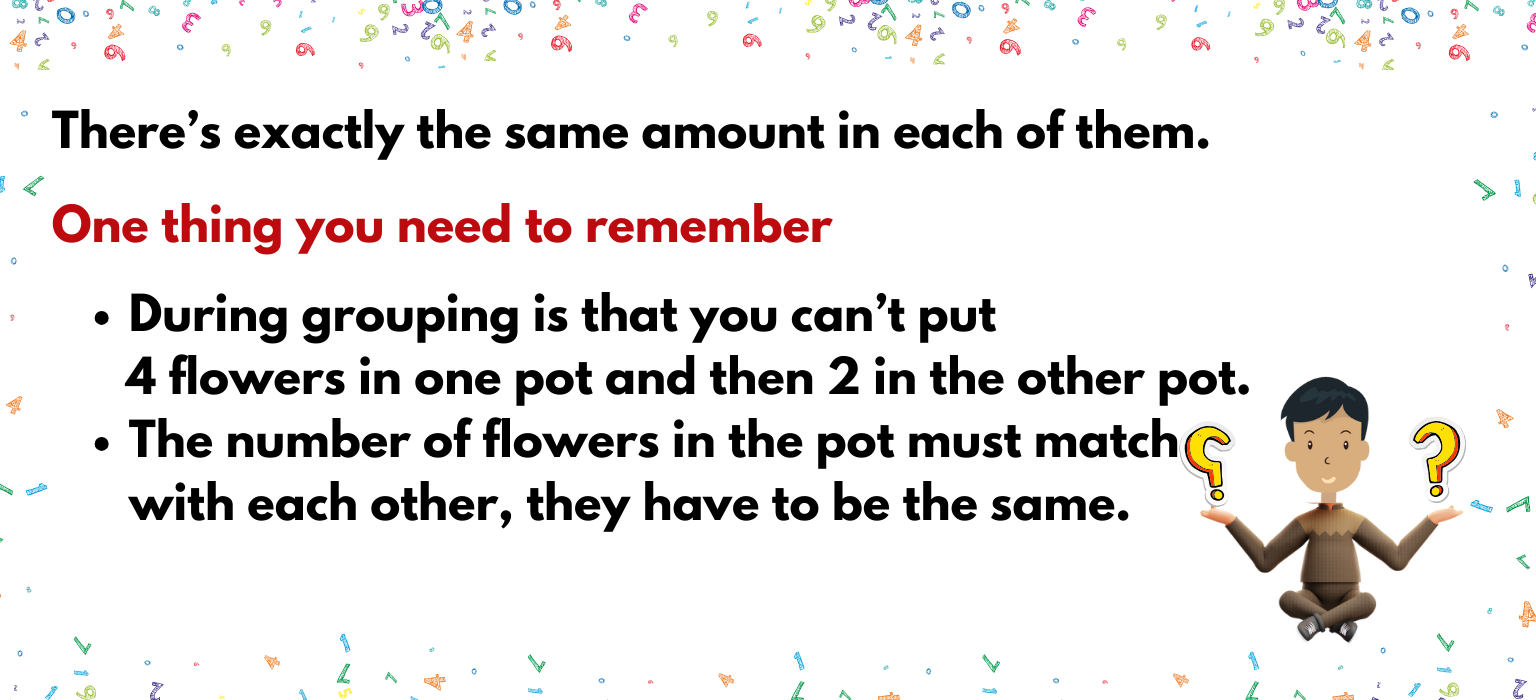 There's exactly the same amount in each of them.
One thing you need to remember
• During grouping is that you can't put
4 flowers in one pot and then 2 in the other pot.
• The number of flowers in the pot must match
with each other, they have to be the same.